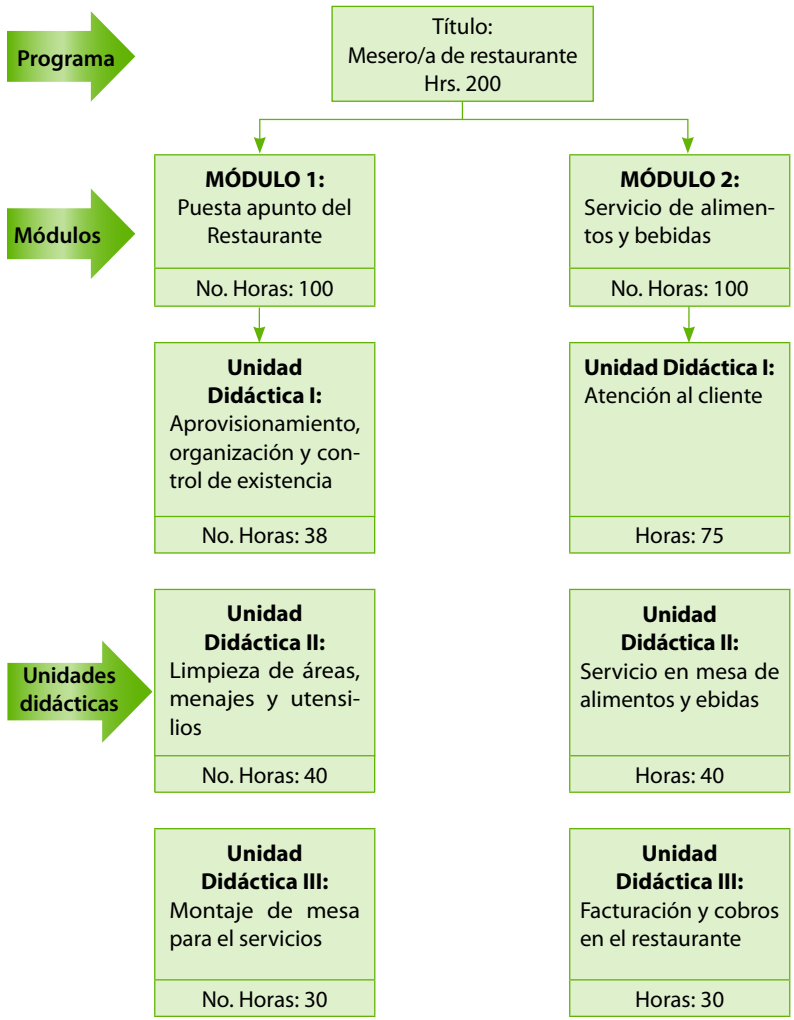 Programa
Título:
Mesero/a de restaurante
Hrs. 200
Módulos
MÓDULO 1:
Puesta apunto del
Restaurante
No. Horas: 100
MÓDULO 2:
Servicio de alimen-
tos y bebidas
No. Horas: 100
Unidad
Didáctica I:
Aprovisionamiento,
organización y con-
trol de existencia
No. Horas: 38
Unidad Didáctica I:
Atención al cliente
Horas: 75
Unidades
didácticas
Unidad
Didáctica II:
Limpieza de áreas,
menajes y utensi-
lios
No. Horas: 40
Unidad
Didáctica II:
Servicio en mesa de
alimentos y ebidas
Horas: 40
Unidad
Didáctica III:
Montaje de mesa
para el servicios
No. Horas: 30
Unidad
Didáctica III:
Facturación y cobros
en el restaurante
Horas: 30